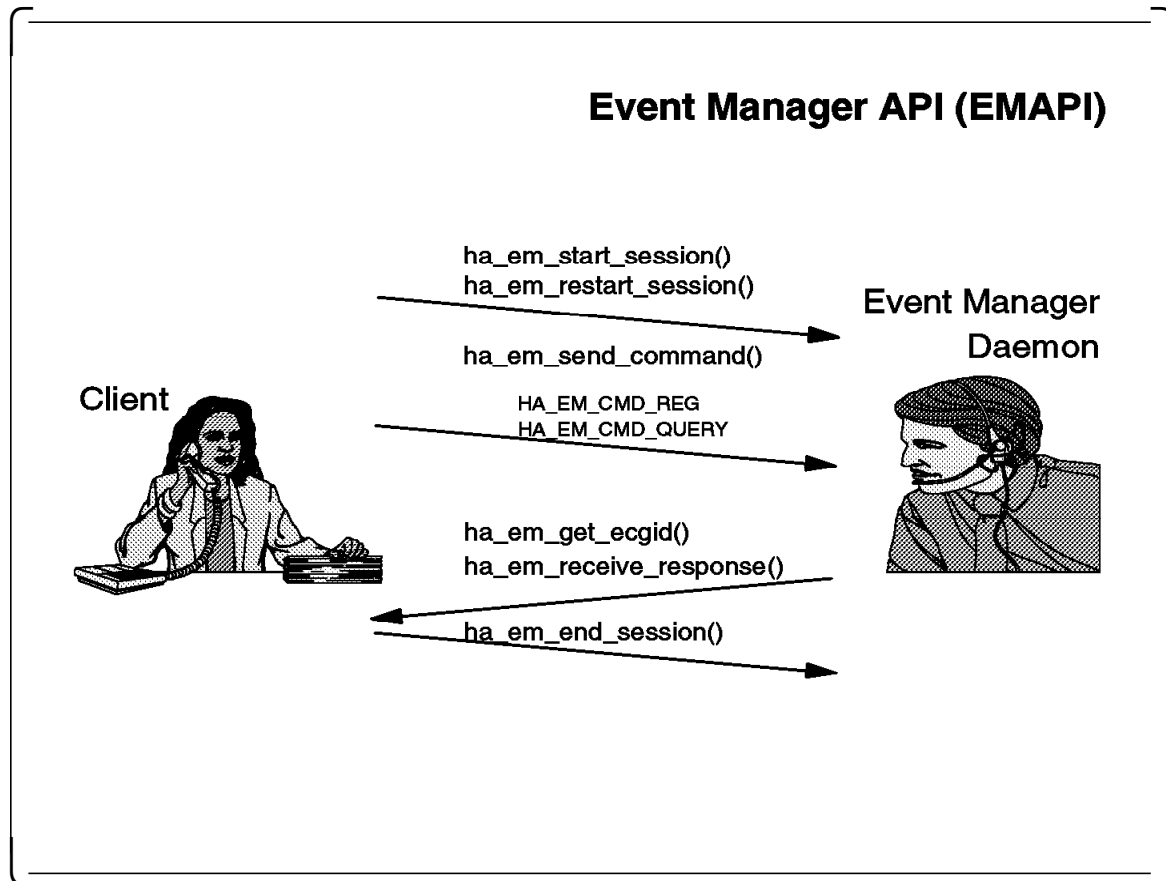 Event Manager API (EMAPI)
ha_em_start_session()
ha_em_restart_session()
Event Manager
Daemon
ha_em_send_command()
Client
HA_EM_CMD_REG
HA_EM_CMD_QUERY
ha_em_get_ecgid()
ha_em_receive_response()
ha_em_end_session()